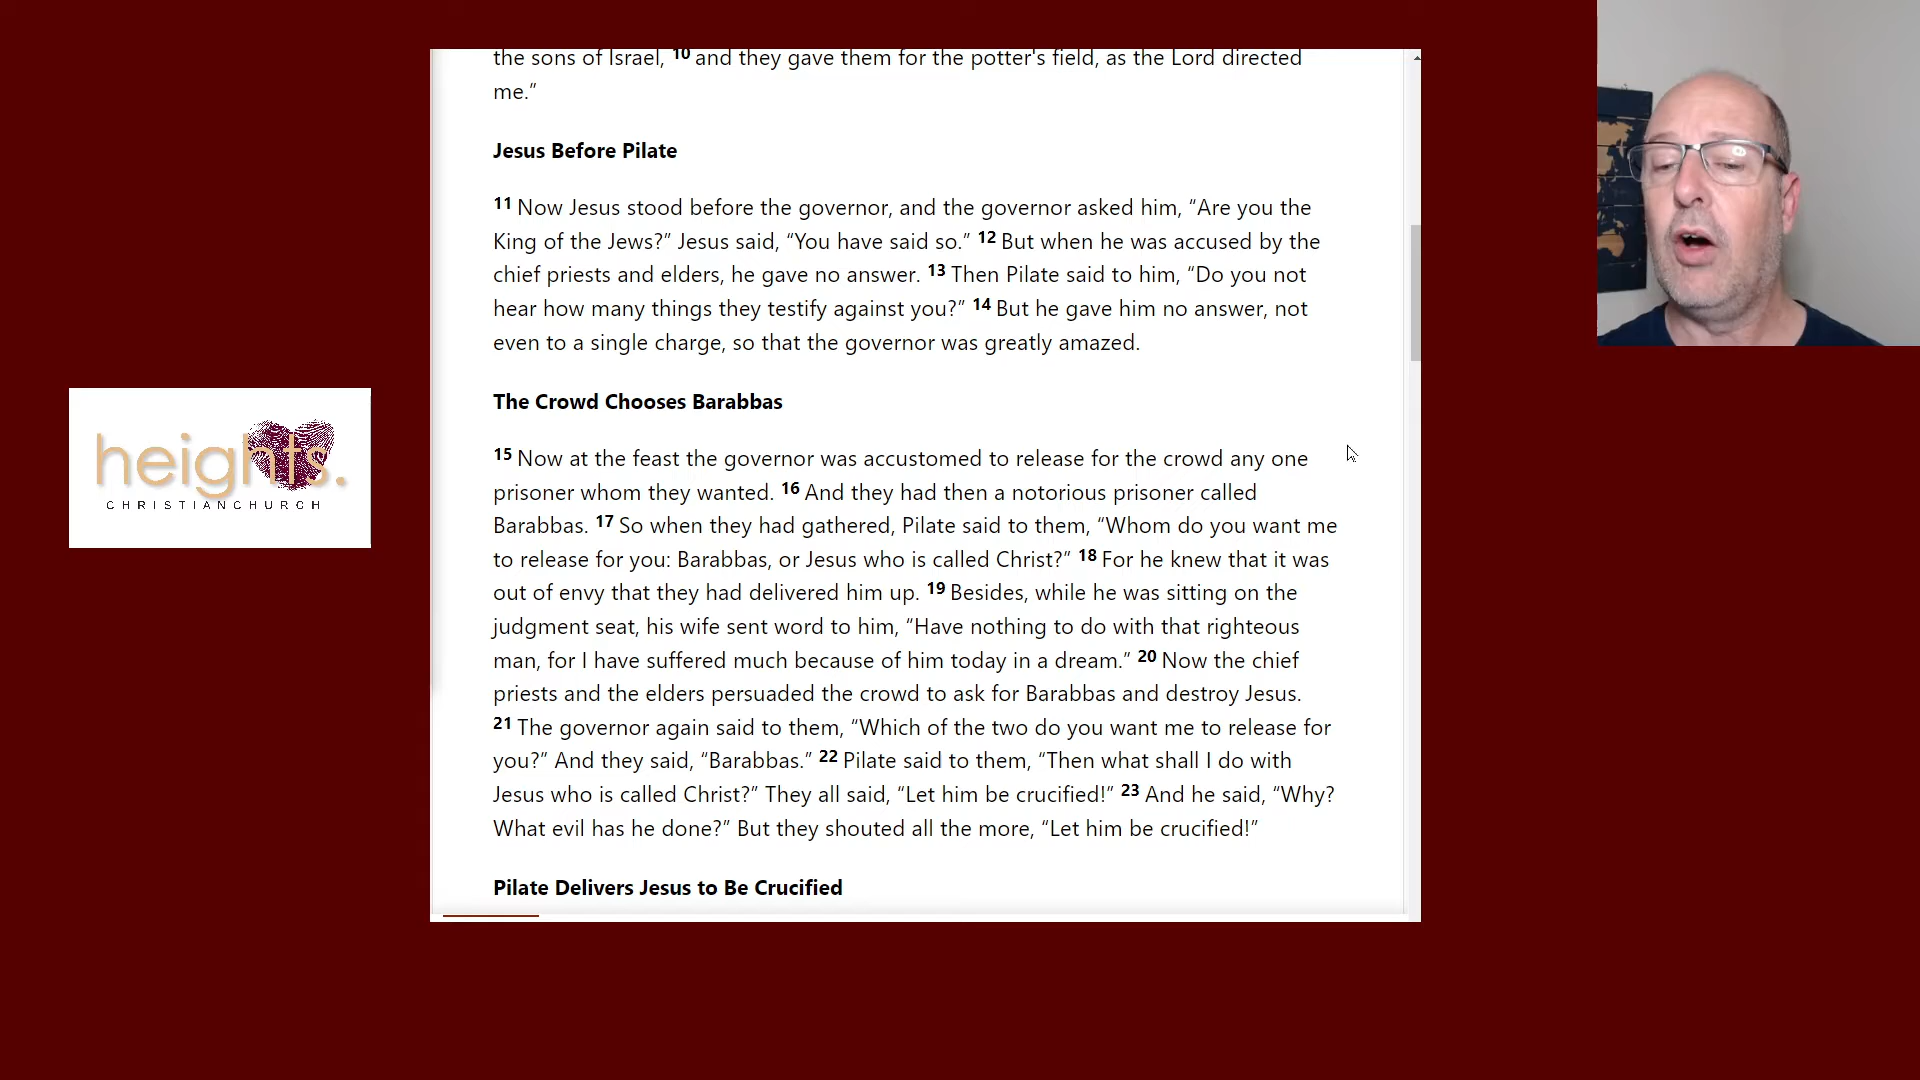 the sons of Israel, 10 and they gave them for the potter's field, as the Lord directed
me.”
Jesus Before Pilate
11 Now Jesus stood before the governor, and the governor asked him, “Are you the
King of the Jews?” Jesus said, “You have said so.” 12 But when he was accused by the
chief priests and elders, he gave no answer. 13 Then Pilate said to him, “Do you not
hear how many things they testify against you?” 14 But he gave him no answer, not
even to a single charge, so that the governor was greatly amazed.
The Crowd Chooses Barabbas
15 Now at the feast the governor was accustomed to release for the crowd any one
prisoner whom they wanted. 16 And they had then a notorious prisoner called
Barabbas. 17 So when they had gathered, Pilate said to them, “Whom do you want me
to release for you: Barabbas, or Jesus who is called Christ?” 18 For he knew that it was
out of envy that they had delivered him up. 19 Besides, while he was sitting on the
judgment seat, his wife sent word to him, “Have nothing to do with that righteous
man, for I have suffered much because of him today in a dream.” 20 Now the chief
priests and the elders persuaded the crowd to ask for Barabbas and destroy Jesus.
21 The governor again said to them, “Which of the two do you want me to release for
you?” And they said, “Barabbas.” 22 Pilate said to them, “Then what shall I do with
Jesus who is called Christ?” They all said, “Let him be crucified!” 23 And he said, “Why?
What evil has he done?” But they shouted all the more, “Let him be crucified!”
Pilate Delivers Jesus to Be Crucified
heights.
CHRISTIANCHURCH